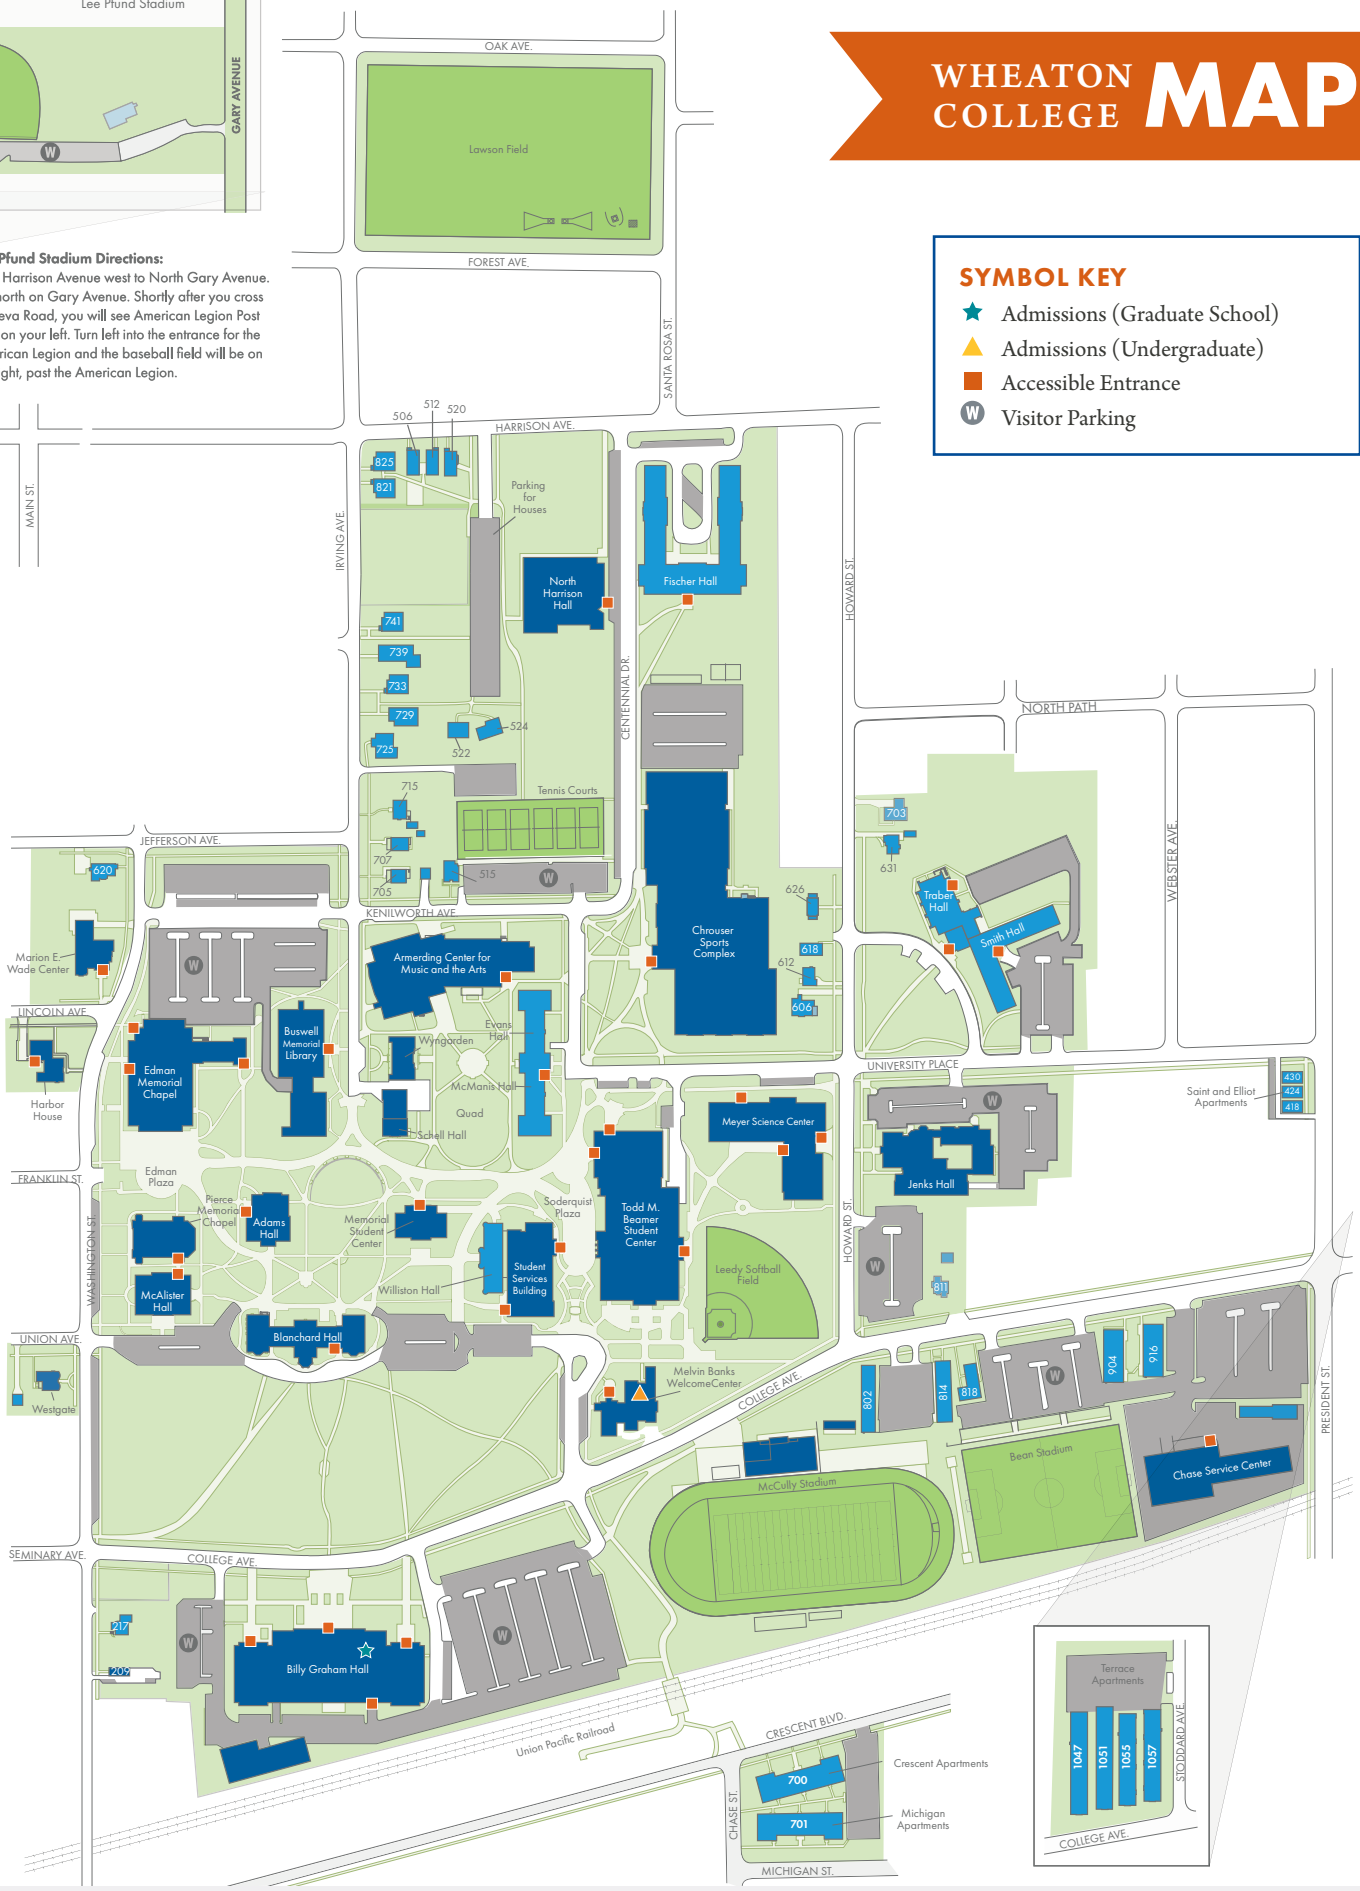 Lee Pfund Stadium
GARY AVENUE
W
Pfund Stadium Directions:
Harrison Avenue west to North Gary Avenue.
north on Gary Avenue. Shortly after you cross
eva Road, you will see American Legion Post
on your left. Turn left into the entrance for the
rican Legion and the baseball field will be on
ght, past the American Legion.
WHEATON
COLLEGE
MAP
SYMBOL KEY
Admissions (Graduate School)
Admissions (Undergraduate)
Accessible Entrance
W Visitor Parking
OAK AVE.
Lawson Field
FOREST AVE.
SANTA ROSA ST.
HARRISON AVE.
MAIN ST.
IRVING AVE.
506
512
520
825
821
Parking
for
Houses
North
Harrison
Hall
Fischer Hall
HOWARD ST.
CENTENNIAL DR.
741
739
733
729
725
522
524
NORTH PATH
WEBSTER AVE.
715
707
705
515
Tennis Courts
W
JEFFERSON AVE.
KENILWORTH AVE.
620
Marion E.
Wade Center
W
LINCOLN AVE.
Harbor
House
Edman
Memorial
Chapel
Buswell
Memorial
Library
Armerding Center for
Music and the Arts
Evans
Hall
Wyngarden
McManis Hall
Quad
Schell Hall
Chrouser
Sports
Complex
626
618
612
606
703
631
Traber
Hall
Smith Hall
UNIVERSITY PLACE
W
Saint and Elliot
Apartments
430
424
418
Meyer Science Center
Jenks Hall
FRANKLIN ST.
Edman
Plaza
WASHINGTON ST.
Pierce
Memorial
Chapel
Adams
Hall
Memorial
Student
Center
Soderquist
Plaza
Todd M.
Beamer
Student
Center
Williston Hall
Student
Services
Building
McAlister
Hall
Blanchard Hall
Leedy Softball
Field
HOWARD ST.
W
811
UNION AVE.
Westgate
Melvin Banks
WelcomeCenter
COLLEGE AVE.
802
814
818
W
904
916
PRESIDENT ST.
Bean Stadium
McCully Stadium
Chase Service Center
SEMINARY AVE.
COLLEGE AVE.
217
209
W
Billy Graham Hall
W
Union Pacific Railroad
CRESCENT BLVD.
CHASE ST.
700
Crescent Apartments
701
Michigan
Apartments
MICHIGAN ST.
Terrace
Apartments
1047
1051
1055
1057
STODDARD AVE.
COLLEGE AVE.